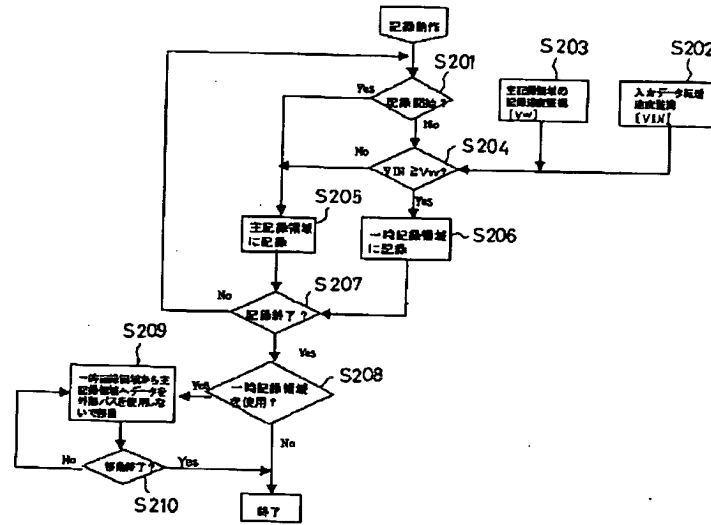 記録動作
S201
S203
S202
記録開始?
Yes
No
主記録領域の
記録速度監視
[VW]
入力データ転送
速度監視
[VIN]
S204
VIN≧VW?
No
Yes
S205
主記録領域
に記録
一時記録領域
に記録
S206
S207
記録終了?
No
Yes
S209
S208
一時記録領域から主
記録領域へデータを
外部バスを使用しな
いで移動
Yes
一時記録領域
を使用?
No
移動終了?
No
Yes
S210
終了